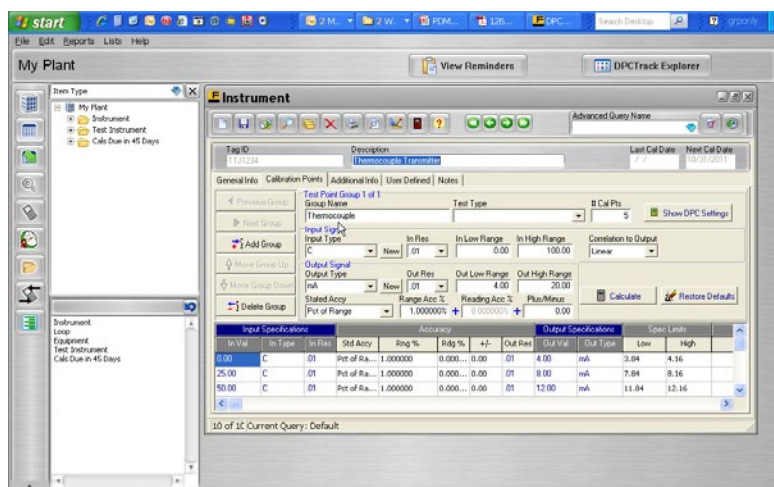 start
2 M...
2 W...
PDM...
126...
DPC...
Search Desktop
grponly
File Edit Reports Lists Help
My Plant
View Reminders
DPCTrack Explorer
Item Type
My Plant
Instrument
Test Instrument
Cals Due in 45 Days
Instrument
Loop
Equipment
Test Instrument
Cals Due in 45 Days
Instrument
Advanced Query Name
Tag ID
Description
Last Cal Date
Next Cal Date
TTJ1234
Thermocouple Transmitter
/ /
10/31/2011
General Info
Calibration Points
Additional Info
User Defined
Notes
Previous Group
Next Group
Add Group
Move Group Up
Move Group Down
Delete Group
Test Point Group 1 of 1
Group Name
Test Type
# Cal Pts
Thermocouple
5
Show DPC Settings
Input Signal
Input Type
In Res
In Low Range
In High Range
Correlation to Output
C
New
.01
0.00
100.00
Linear
Output Signal
Output Type
Out Res
Out Low Range
Out High Range
mA
New
.01
4.00
20.00
Stated Accy
Range Acc %
Reading Acc %
Plus/Minus
Pct of Range
1.000000%
+
0.000000%
+
0.00
Calculate
Restore Defaults
Input Specifications
Accuracy
Output Specifications
Spec Limits
In Val In Type In Res Std Accy Rng % Rdg % +/- Out Res Out Val Out Type Low High
0.00 C .01 Pct of Ra... 1.000000 0.000... 0.00 .01 4.00 mA 3.84 4.16
25.00 C .01 Pct of Ra... 1.000000 0.000... 0.00 .01 8.00 mA 7.84 8.16
50.00 C .01 Pct of Ra... 1.000000 0.000... 0.00 .01 12.00 mA 11.84 12.16
10 of 10 Current Query: Default